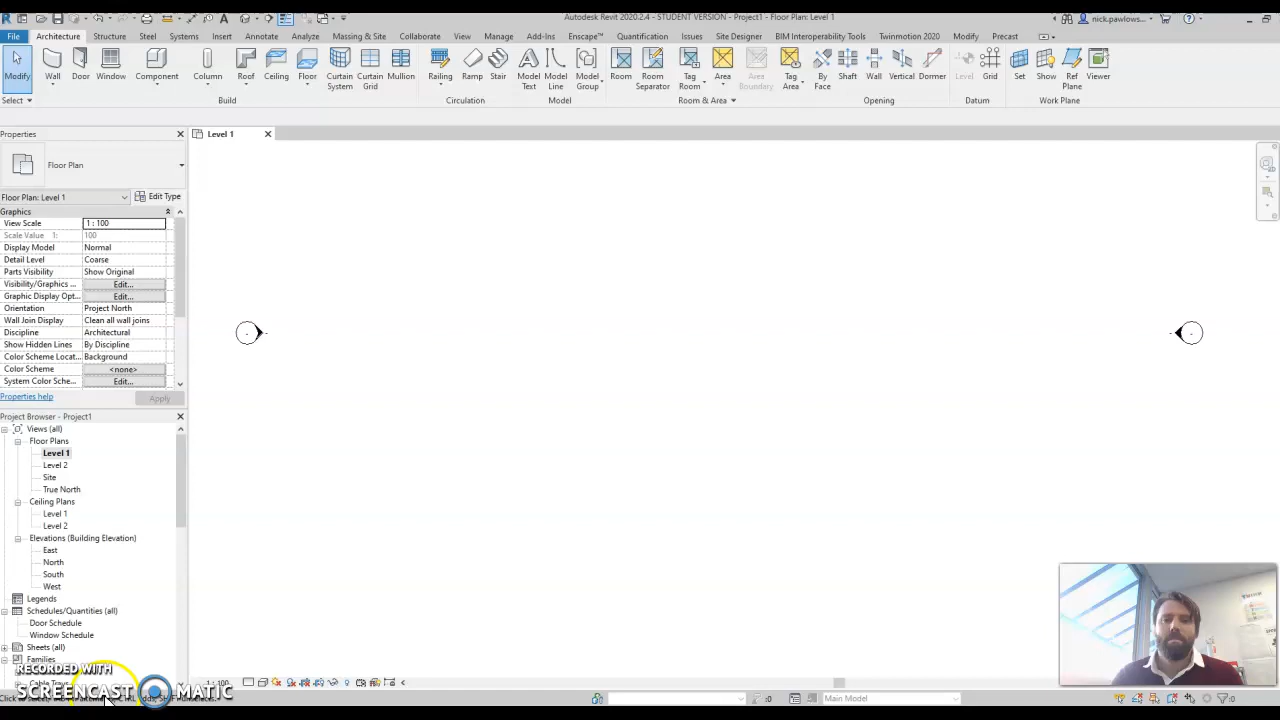 Autodesk Revit 2020.2.4 - STUDENT VERSION - Project1 - Floor Plan: Level 1
nick.pawlows...
File Architecture Structure Steel Systems Insert Annotate Analyze Massing & Site Collaborate View Manage Add-Ins Enscape™ Quantification Issues Site Designer BIM Interoperability Tools Twinmotion 2020 Modify Precast
Modify Wall Door Window Component Column Roof Ceiling Floor Curtain System Curtain Grid Mullion Railing Ramp Stair Model Text Model Line Model Group Room Room Separator Tag Room Area Area Boundary Tag Area By Face Shaft Wall Vertical Dormer Level Grid Set Show Ref Plane Viewer
Select Build Circulation Model Room & Area Opening Datum Work Plane
Properties
Level 1
Floor Plan
Floor Plan: Level 1 Edit Type
Graphics
View Scale 1 : 100
Scale Value 1: 100
Display Model Normal
Detail Level Coarse
Parts Visibility Show Original
Visibility/Graphics ... Edit...
Graphic Display Opt... Edit...
Orientation Project North
Wall Join Display Clean all wall joins
Discipline Architectural
Show Hidden Lines By Discipline
Color Scheme Locat... Background
Color Scheme <none>
System Color Sche... Edit...
Properties help Apply
Project Browser - Project1
Views (all)
Floor Plans
Level 1
Level 2
Site
True North
Ceiling Plans
Level 1
Level 2
Elevations (Building Elevation)
East
North
South
West
Legends
Schedules/Quantities (all)
Door Schedule
Window Schedule
Sheets (all)
Families
RECORDED WITH
SCREENCAST MATIC
1 : 100
:0 Main Model :0